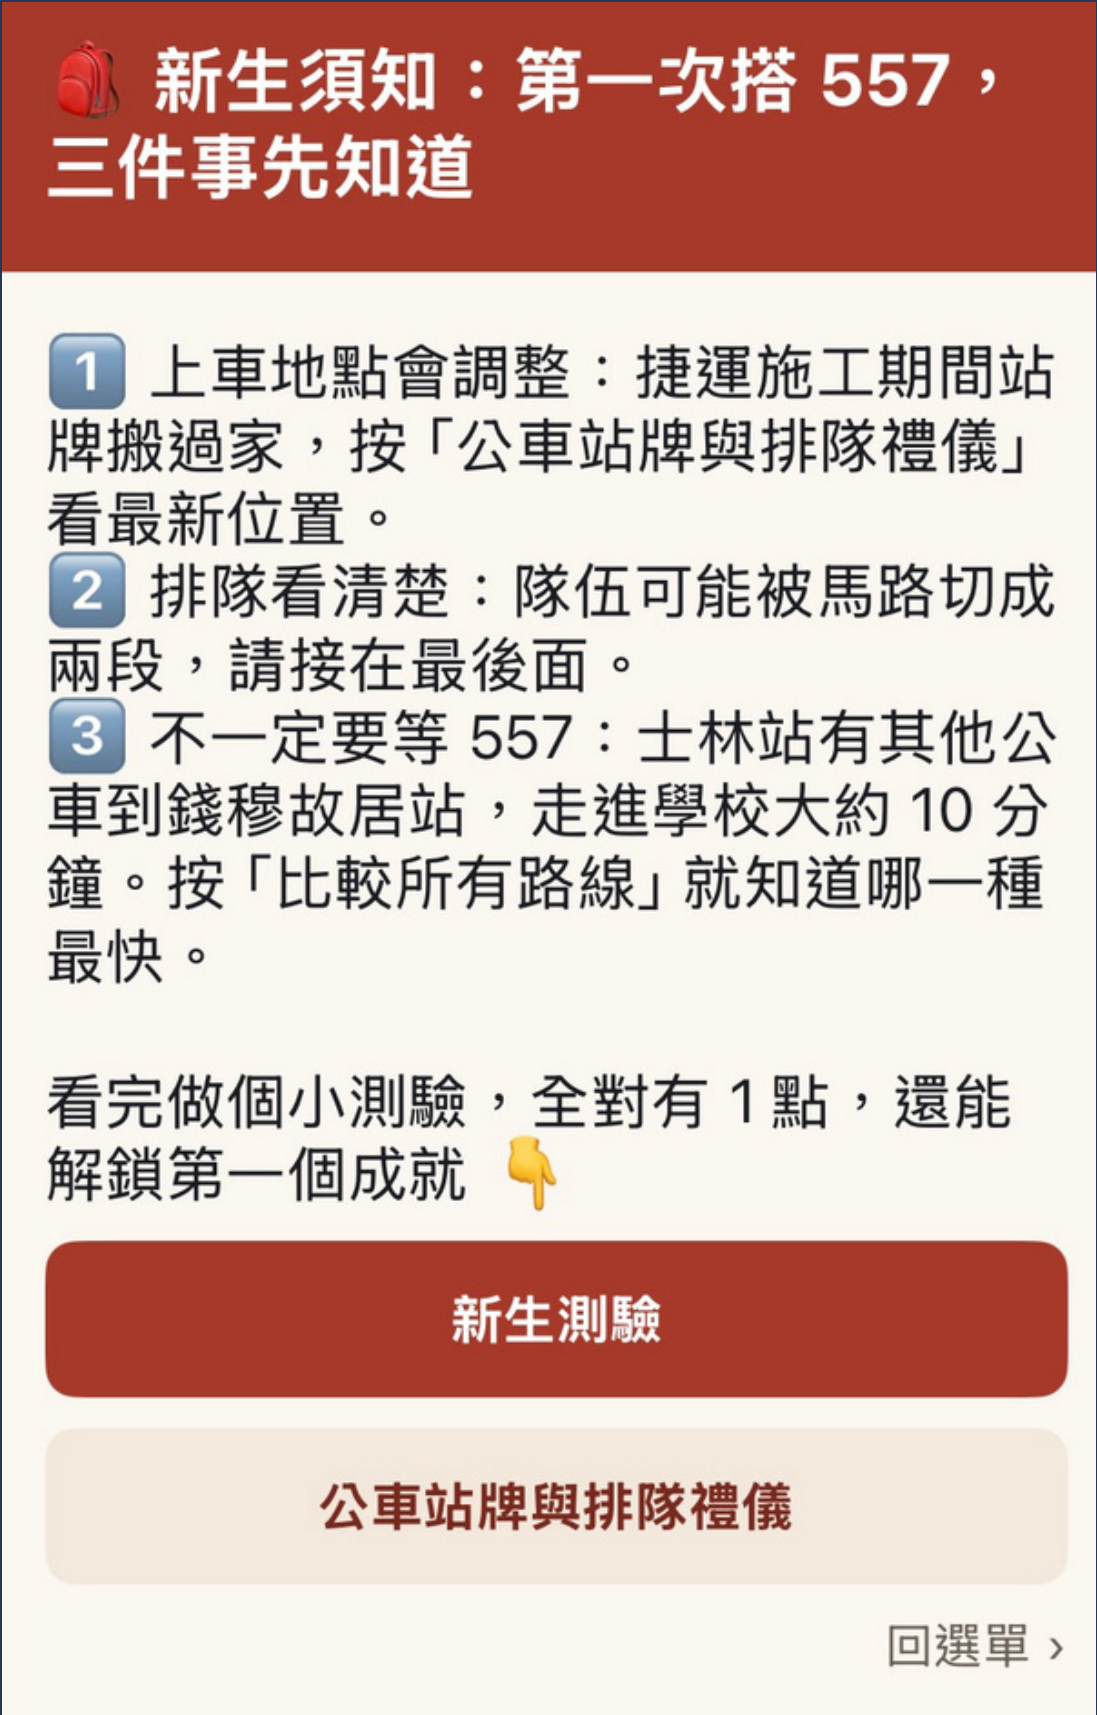 🎒 新生須知：第一次搭 557，
三件事先知道
1️⃣ 上車地點會調整：捷運施工期間站
牌搬過家，按「公車站牌與排隊禮儀」
看最新位置。
2️⃣ 排隊看清楚：隊伍可能被馬路切成
兩段，請接在最後面。
3️⃣ 不一定要等 557：士林站有其他公
車到錢穆故居站，走進學校大約 10 分
鐘。按「比較所有路線」就知道哪一種
最快。
看完做個小測驗，全對有 1 點，還能
解鎖第一個成就 👇
新生測驗
公車站牌與排隊禮儀
回選單 ›